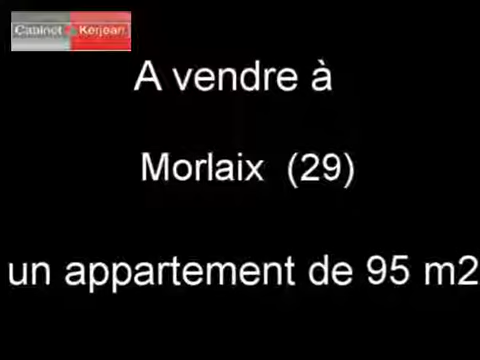 Cabinet Kerjean
A vendre à
Morlaix (29)
un appartement de 95 m2